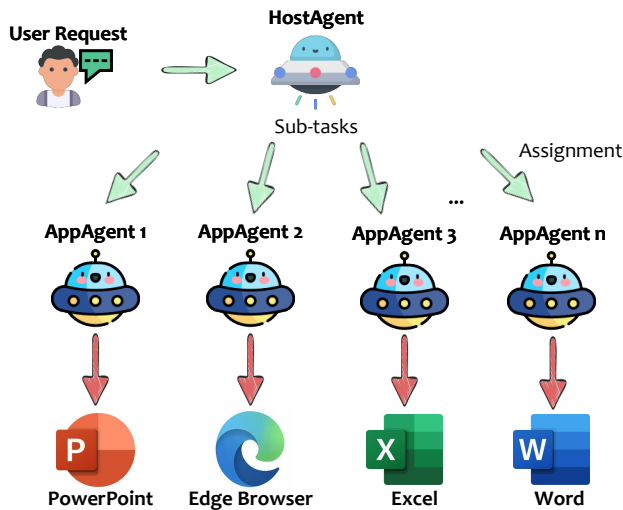 User Request
HostAgent
Sub-tasks
Assignment
...
AppAgent 1
AppAgent 2
AppAgent 3
AppAgent n
P
X
W
PowerPoint
Edge Browser
Excel
Word